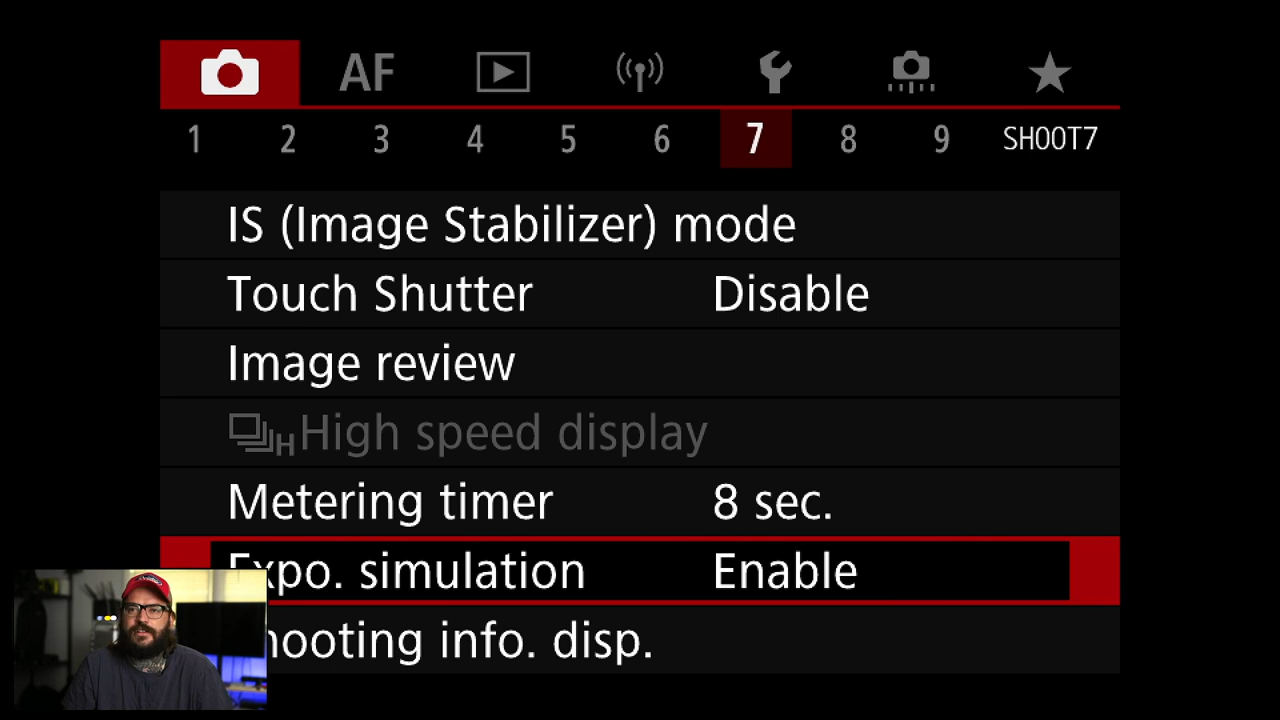 AF
1 2 3 4 5 6 7 8 9 SHOOT7
IS (Image Stabilizer) mode
Touch Shutter Disable
Image review
H High speed display
Metering timer 8 sec.
Expo. simulation Enable
hooting info. disp.